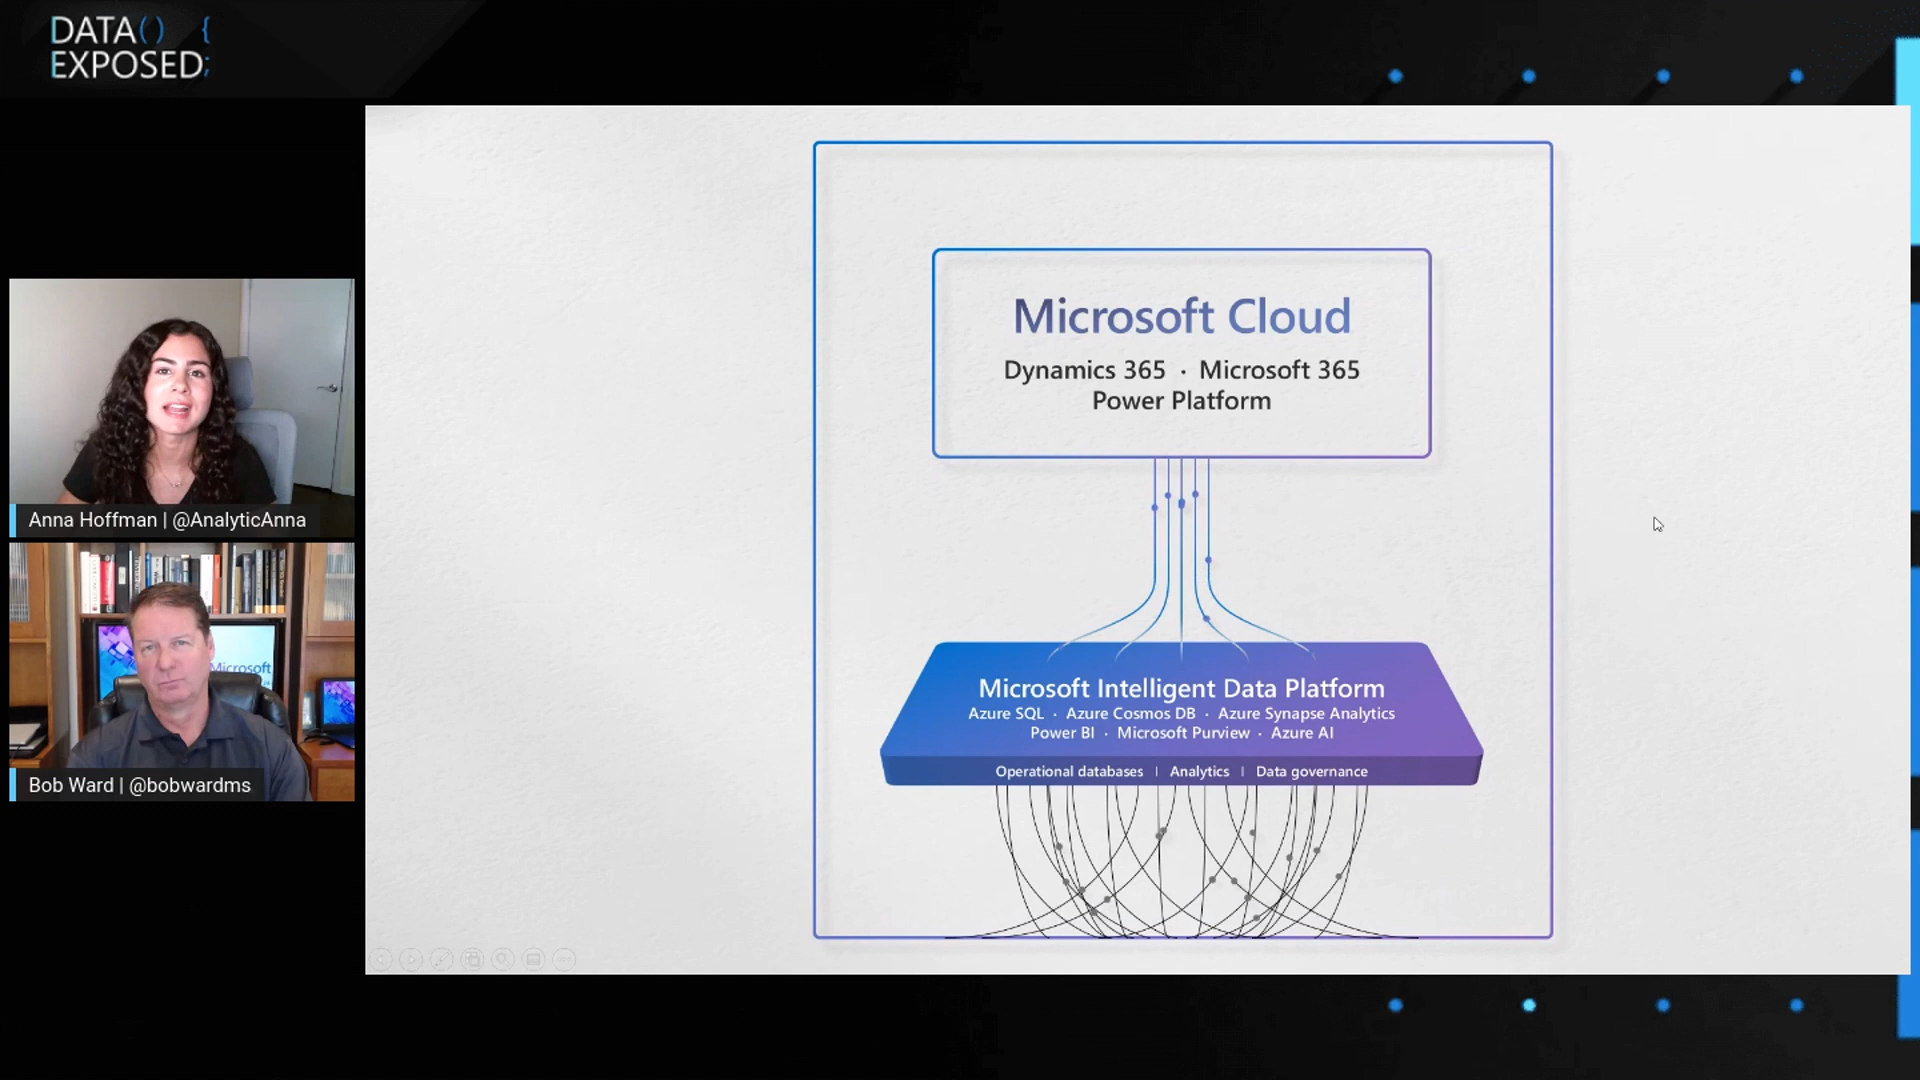 DATA() {
EXPOSED;
Microsoft Cloud
Dynamics 365 · Microsoft 365
Power Platform
Microsoft Intelligent Data Platform
Azure SQL · Azure Cosmos DB · Azure Synapse Analytics
Power BI · Microsoft Purview · Azure AI
Operational databases | Analytics | Data governance
Anna Hoffman | @AnalyticAnna
Microsoft
Bob Ward | @bobwardms